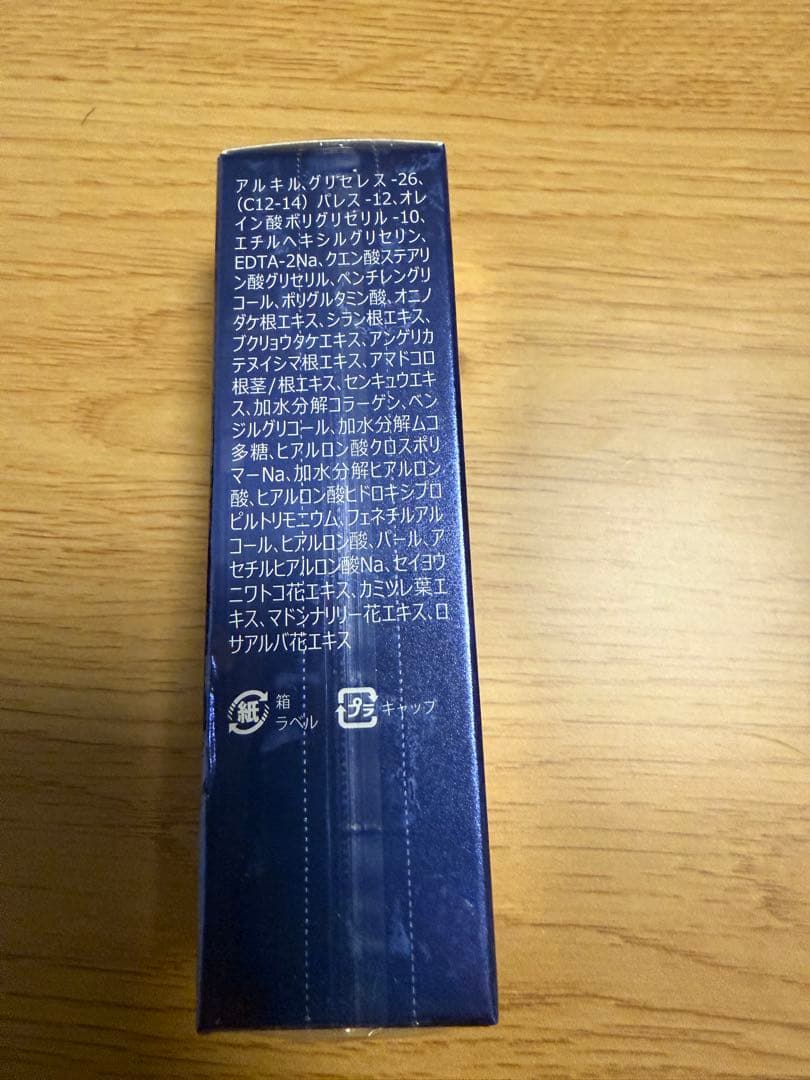 アルキル、グリセレス-26、
(C12-14) パレス-12、オレ
イン酸ポリグリセリル-10、
エチルヘキシルグリセリン、
EDTA-2Na、クエン酸ステアリ
ン酸グリセリル、ペンチレングリ
コール、ポリグルタミン酸、オニノ
ダケ根エキス、シラン根エキス、
ブクリョウタケエキス、アンゲリカ
テヌイシマ根エキス、アマドコロ
根茎/根エキス、センキュウエキ
ス、加水分解コラーゲン、ベン
ジルグリコール、加水分解ムコ
多糖、ヒアルロン酸クロスポリ
マーNa、加水分解ヒアルロン
酸、ヒアルロン酸ヒドロキシプロ
ピルトリモニウム、フェネチルアル
コール、ヒアルロン酸、パール、ア
セチルヒアルロン酸Na、セイヨウ
ニワトコ花エキス、カミツレ葉エ
キス、マドンナリリー花エキス、ロ
サアルバ花エキス
紙 箱 ラベル プラ キャップ